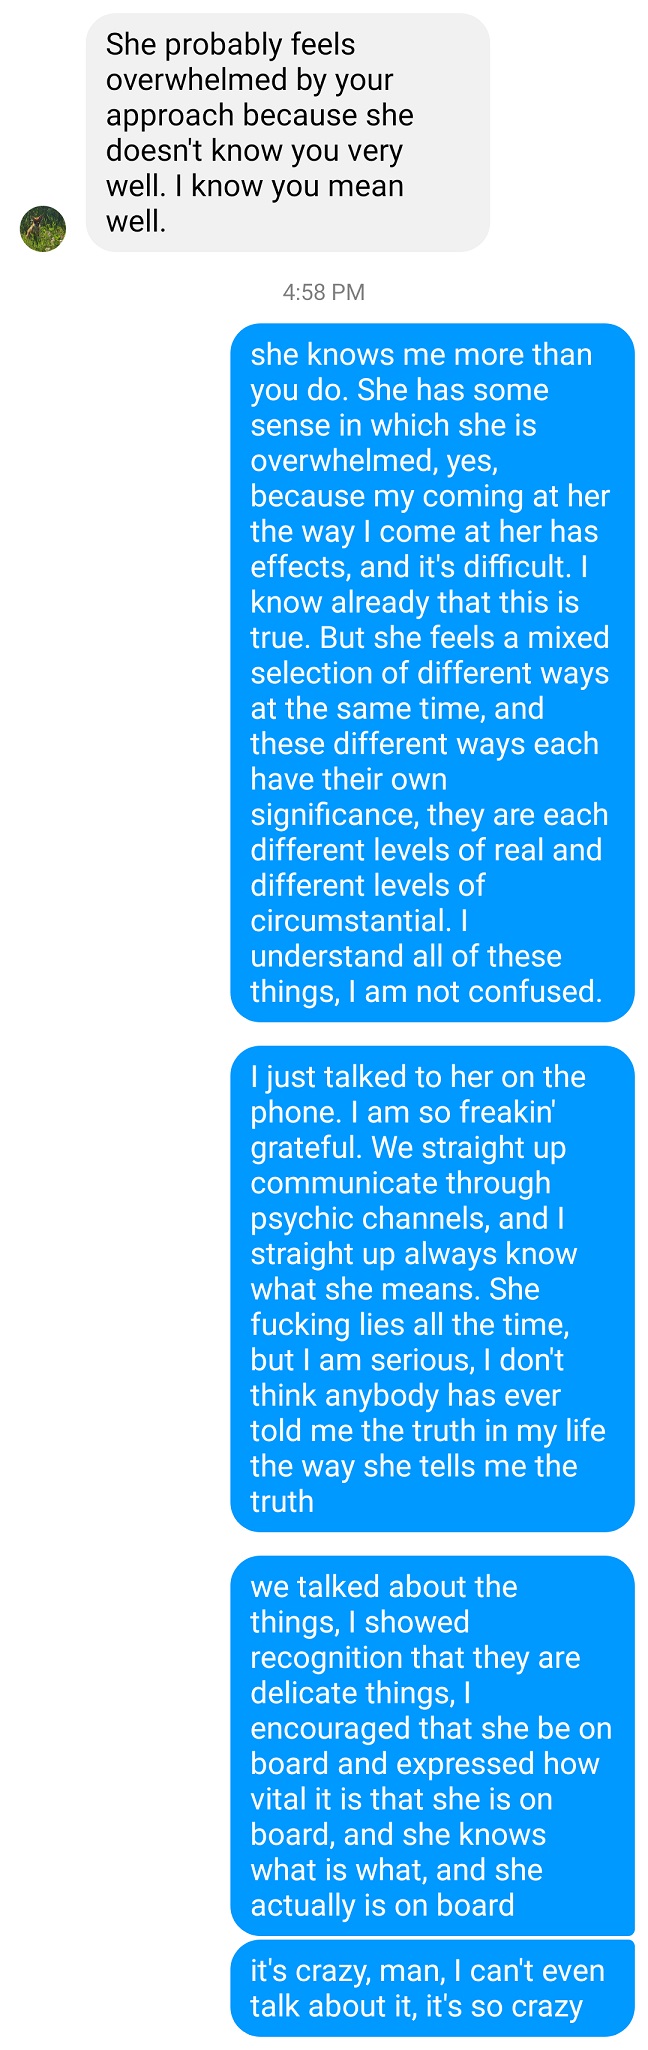 She probably feels
overwhelmed by your
approach because she
doesn't know you very
well. I know you mean
well.
4:58 PM
she knows me more than
you do. She has some
sense in which she is
overwhelmed, yes,
because my coming at her
the way I come at her has
effects, and it's difficult. I
know already that this is
true. But she feels a mixed
selection of different ways
at the same time, and
these different ways each
have their own
significance, they are each
different levels of real and
different levels of
circumstantial. I
understand all of these
things, I am not confused.
I just talked to her on the
phone. I am so freakin'
grateful. We straight up
communicate through
psychic channels, and I
straight up always know
what she means. She
fucking lies all the time,
but I am serious, I don't
think anybody has ever
told me the truth in my life
the way she tells me the
truth
we talked about the
things, I showed
recognition that they are
delicate things, I
encouraged that she be on
board and expressed how
vital it is that she is on
board, and she knows
what is what, and she
actually is on board
it's crazy, man, I can't even
talk about it, it's so crazy